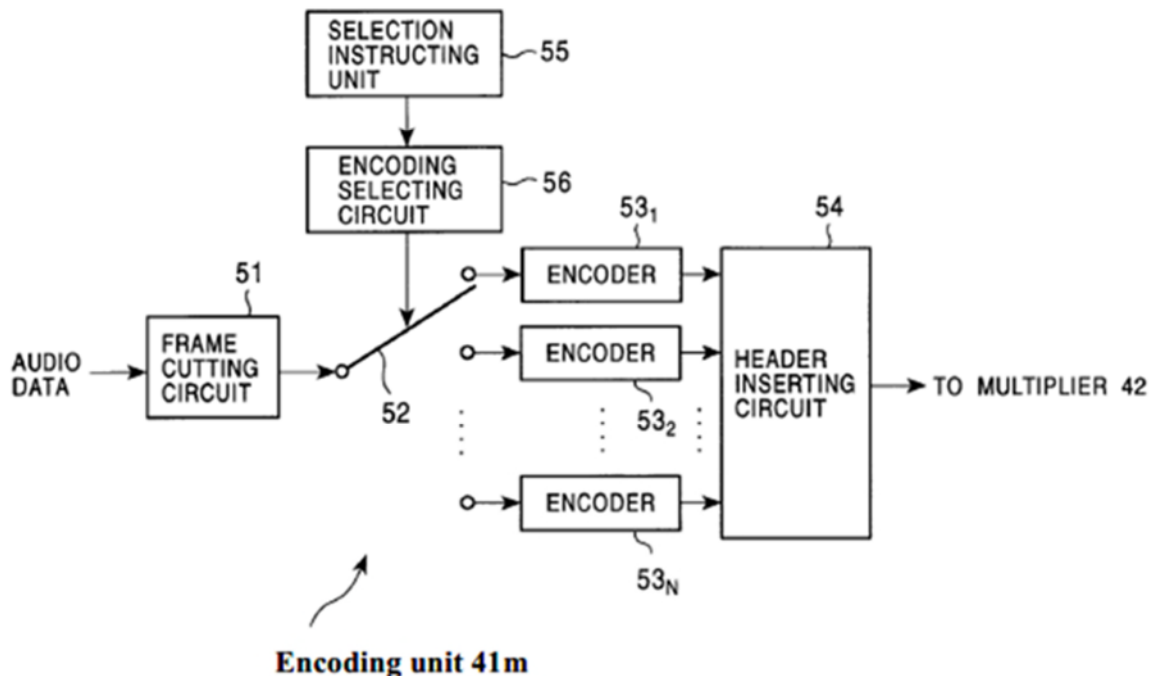 SELECTION
INSTRUCTING
UNIT
55
ENCODING
SELECTING
CIRCUIT
56
53₁
54
51
ENCODER
AUDIO
DATA
FRAME
CUTTING
CIRCUIT
52
ENCODER
53₂
HEADER
INSERTING
CIRCUIT
TO MULTIPLIER 42
ENCODER
53ₙ
Encoding unit 41m